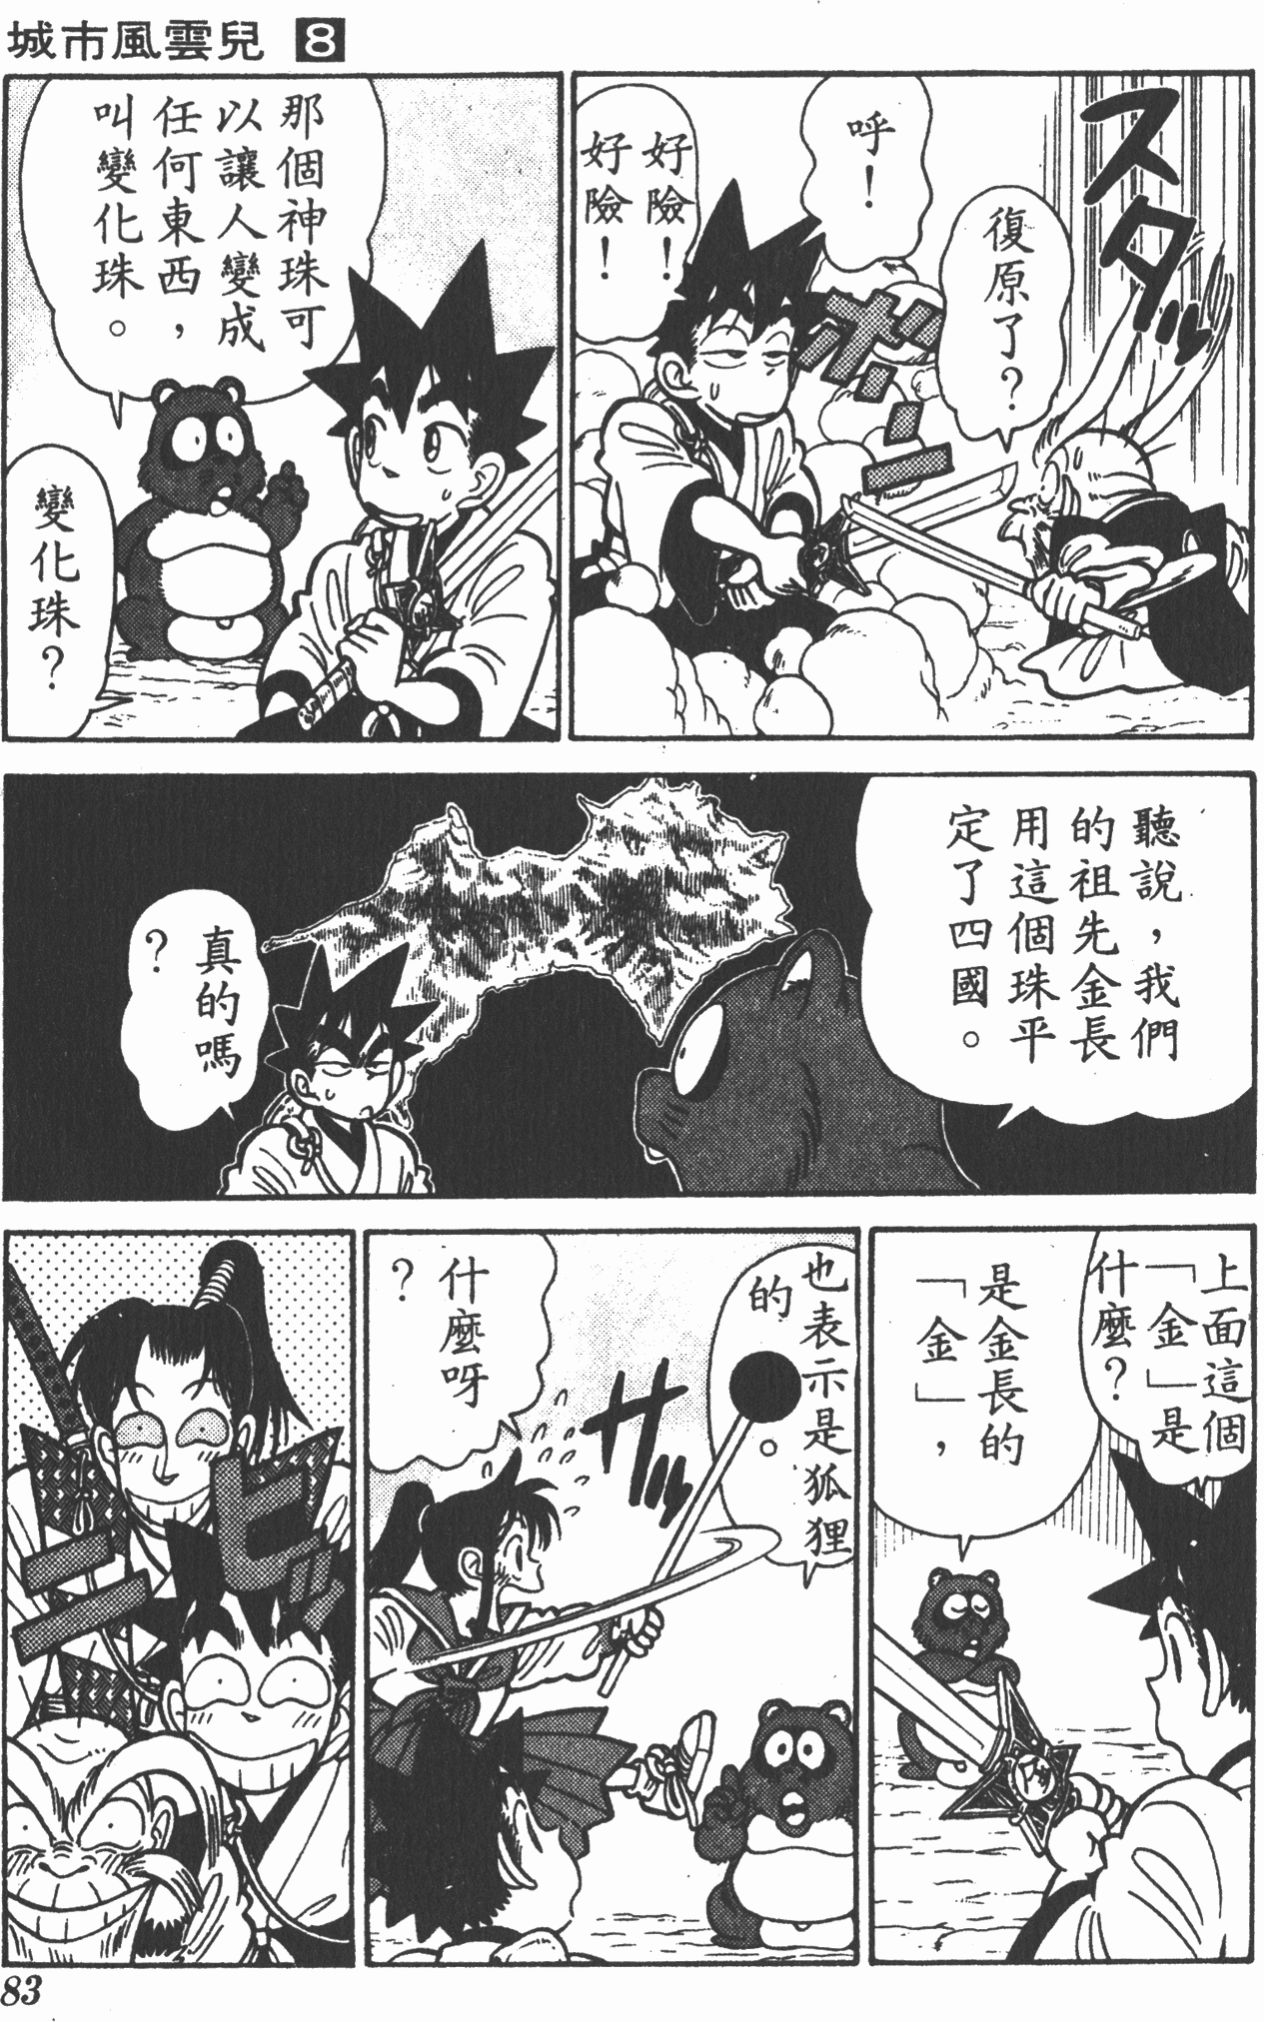 城市風雲兒 8
スタッ
復原了？
呼！
ボン
好險！
好險！
那個神珠可
以讓人變成
任何東西，
叫變化珠。
變化珠？
聽說，我們
的祖先金長
用這個珠平
定了四國。
真的嗎
？
上面這個
「金」是
什麼？
是金長的
「金」，
也表示是狐狸
的。
サッ
什麼呀
？
ニヒッ
83